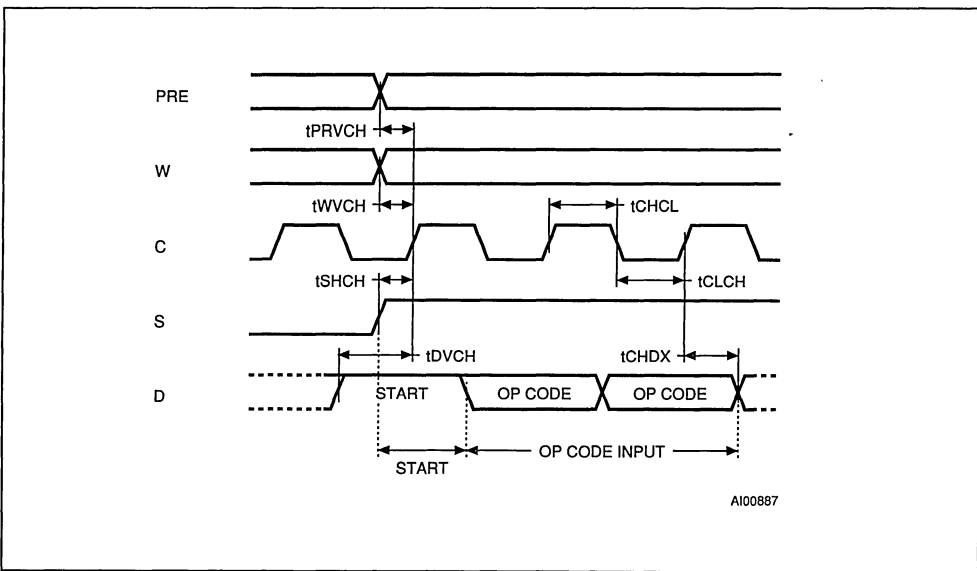 PRE
tPRVCH
W
tWVCH
tCHCL
C
tSHCH
tCLCH
S
tDVCH
tCHDX
D
START
OP CODE
OP CODE
OP CODE INPUT
START
AI00887